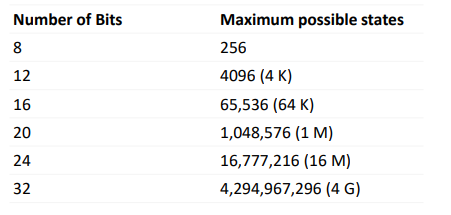 Number of Bits Maximum possible states
8 256
12 4096 (4 K)
16 65,536 (64 K)
20 1,048,576 (1 M)
24 16,777,216 (16 M)
32 4,294,967,296 (4 G)